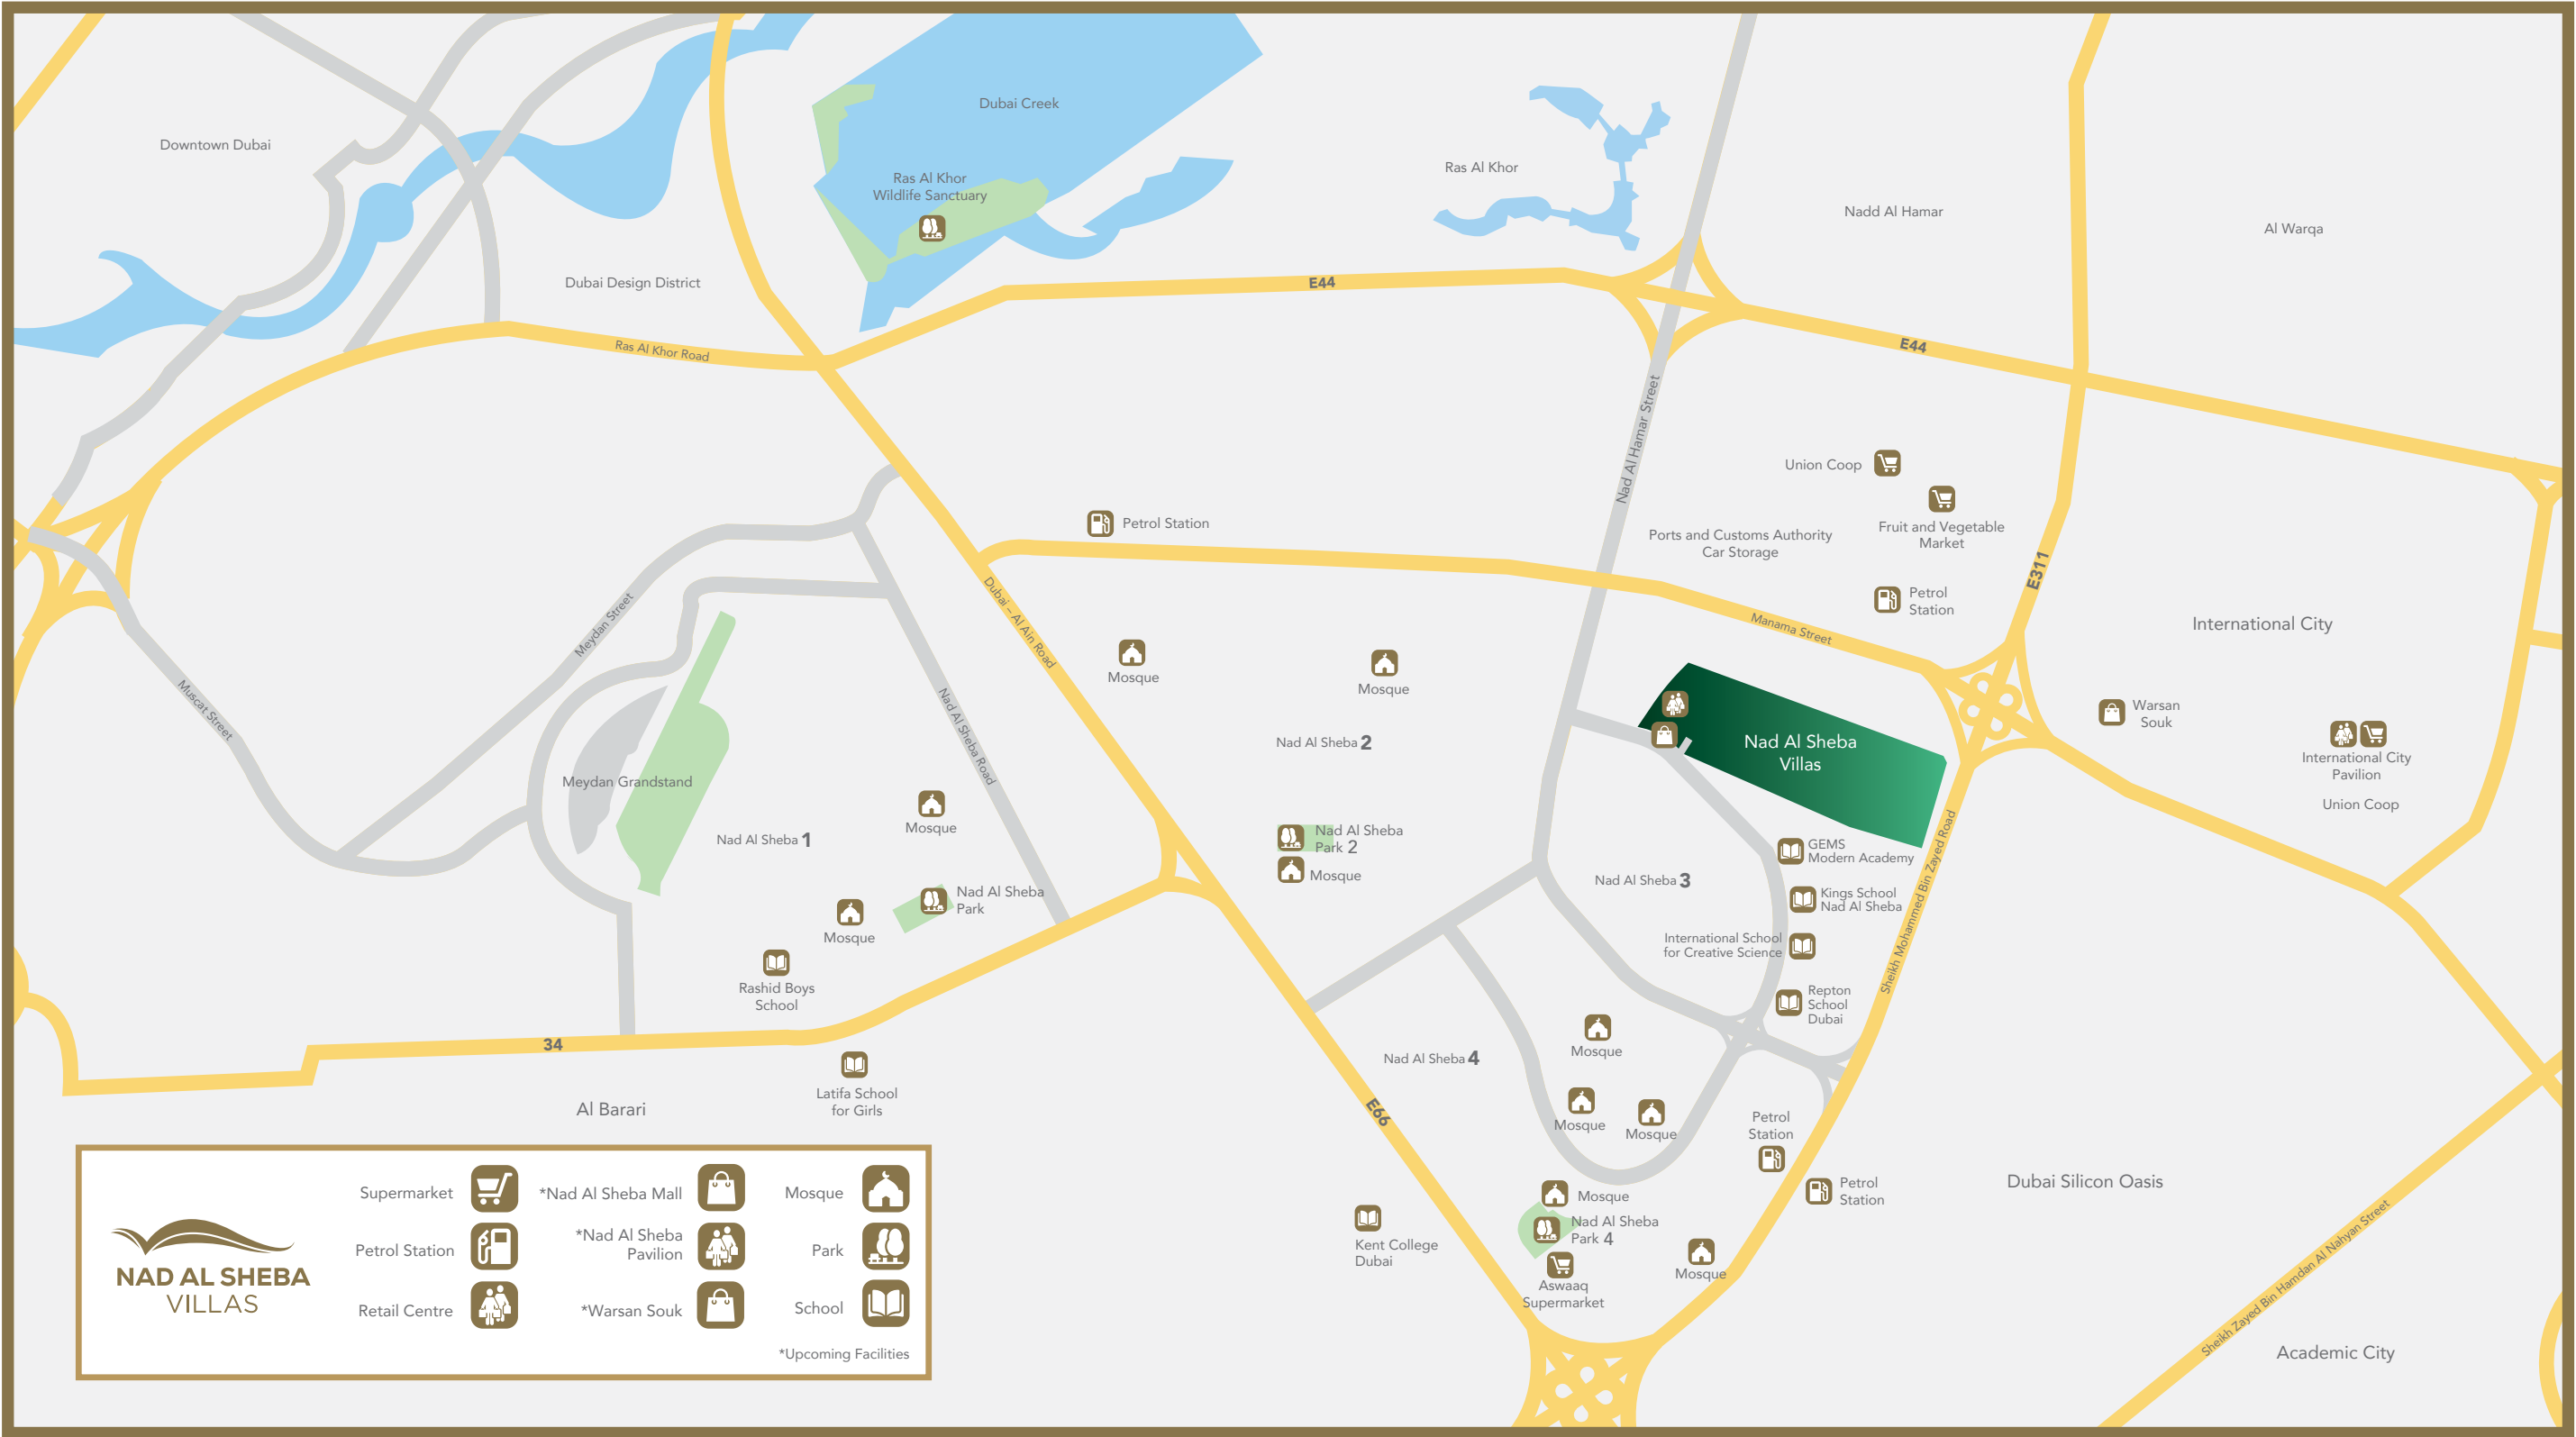 Dubai Creek
Downtown Dubai
Ras Al Khor
Ras Al Khor
Wildlife Sanctuary
Nadd Al Hamar
Al Warqa
Dubai Design District
E44
Ras Al Khor Road
E44
Nad Al Hamar Street
Union Coop
Fruit and Vegetable
Market
Petrol Station
Ports and Customs Authority
Car Storage
E311
Petrol
Station
Meydan Street
Dubai – Al Ain Road
Manama Street
International City
Mosque
Mosque
Muscat Street
Nad Al Sheba Road
Nad Al Sheba 2
Nad Al Sheba
Villas
Warsan
Souk
International City
Pavilion
Union Coop
Meydan Grandstand
Mosque
Nad Al Sheba 1
Nad Al Sheba
Park 2
Mosque
GEMS
Modern Academy
Nad Al Sheba 3
Kings School
Nad Al Sheba
Sheikh Mohammed Bin Zayed Road
Nad Al Sheba
Park
Mosque
International School
for Creative Science
Rashid Boys
School
Repton
School
Dubai
34
Mosque
Nad Al Sheba 4
Latifa School
for Girls
Al Barari
E66
Mosque
Mosque
Petrol
Station
Petrol
Station
Dubai Silicon Oasis
Mosque
Nad Al Sheba
Park 4
Kent College
Dubai
Mosque
Aswaaq
Supermarket
Sheikh Zayed Bin Hamdan Al Nahyan Street
Academic City
NAD AL SHEBA
VILLAS
Supermarket
Petrol Station
Retail Centre
*Nad Al Sheba Mall
*Nad Al Sheba
Pavilion
*Warsan Souk
Mosque
Park
School
*Upcoming Facilities